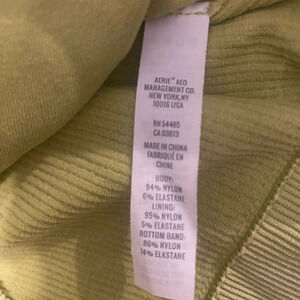 AERIE™ AEO
MANAGEMENT CO.
NEW YORK, NY
10016 USA
RN 54485
CA 03873
MADE IN CHINA
FABRIQUÉ EN
CHINE
BODY:
94% NYLON
6% ELASTANE
LINING:
95% NYLON
5% ELASTANE
BOTTOM BAND:
86% NYLON
14% ELASTANE